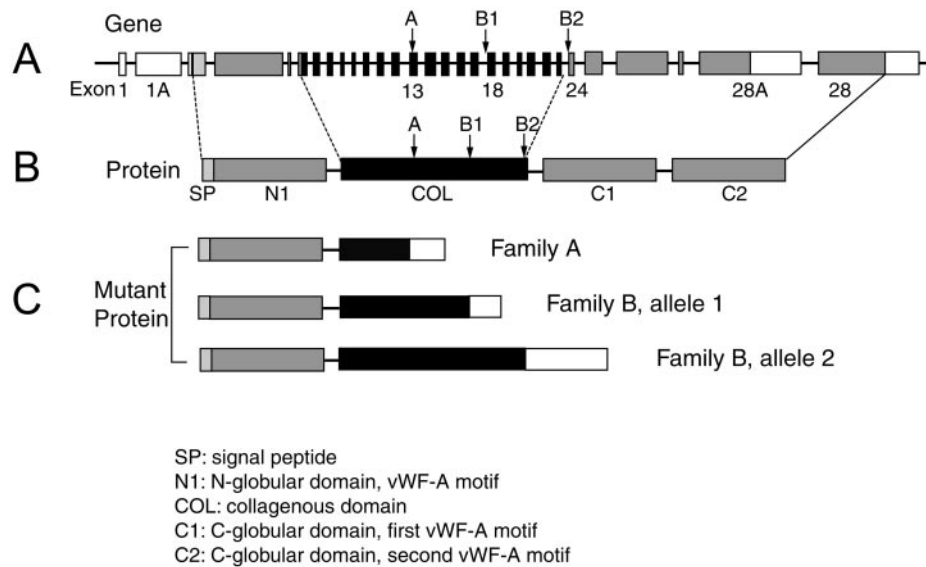 A B1 B2
Gene
A
Exon 1 1A 13 18 24 28A 28
A B1 B2
B Protein
SP N1 COL C1 C2
Family A
C Mutant
Protein
Family B, allele 1
Family B, allele 2
SP: signal peptide
N1: N-globular domain, vWF-A motif
COL: collagenous domain
C1: C-globular domain, first vWF-A motif
C2: C-globular domain, second vWF-A motif